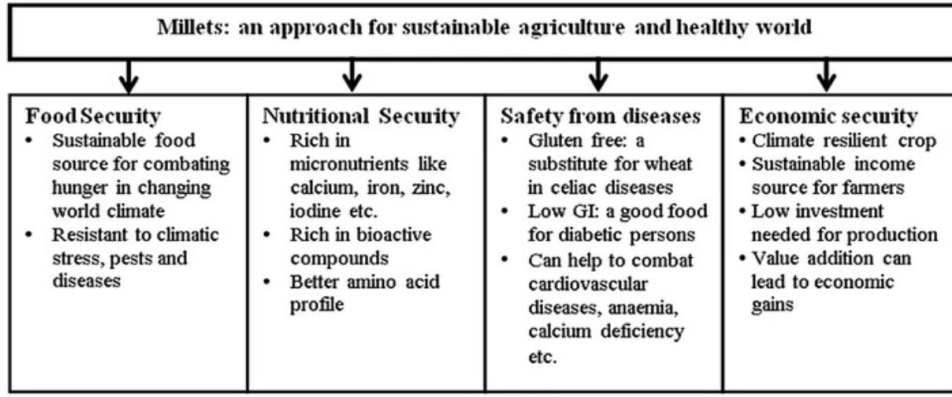 Millets: an approach for sustainable agriculture and healthy world
Food Security
• Sustainable food
source for combating
hunger in changing
world climate
• Resistant to climatic
stress, pests and
diseases
Nutritional Security
• Rich in
micronutrients like
calcium, iron, zinc,
iodine etc.
• Rich in bioactive
compounds
• Better amino acid
profile
Safety from diseases
• Gluten free: a
substitute for wheat
in celiac diseases
• Low GI: a good food
for diabetic persons
• Can help to combat
cardiovascular
diseases, anaemia,
calcium deficiency
etc.
Economic security
• Climate resilient crop
• Sustainable income
source for farmers
• Low investment
needed for production
• Value addition can
lead to economic
gains